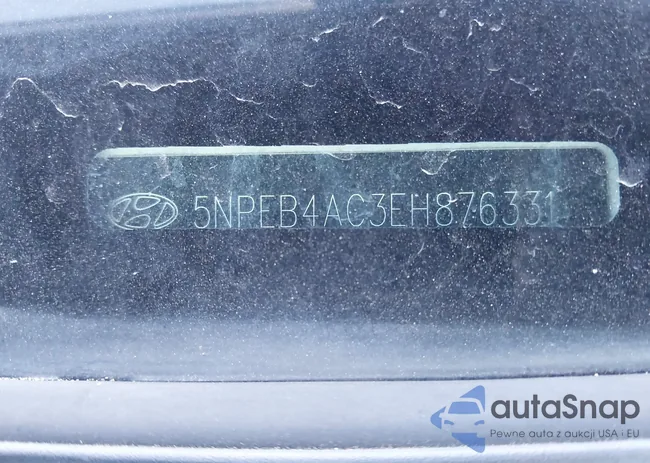 5NPEB4AC3EH876331
autaSnap
Pewne auta z aukcji USA · EU